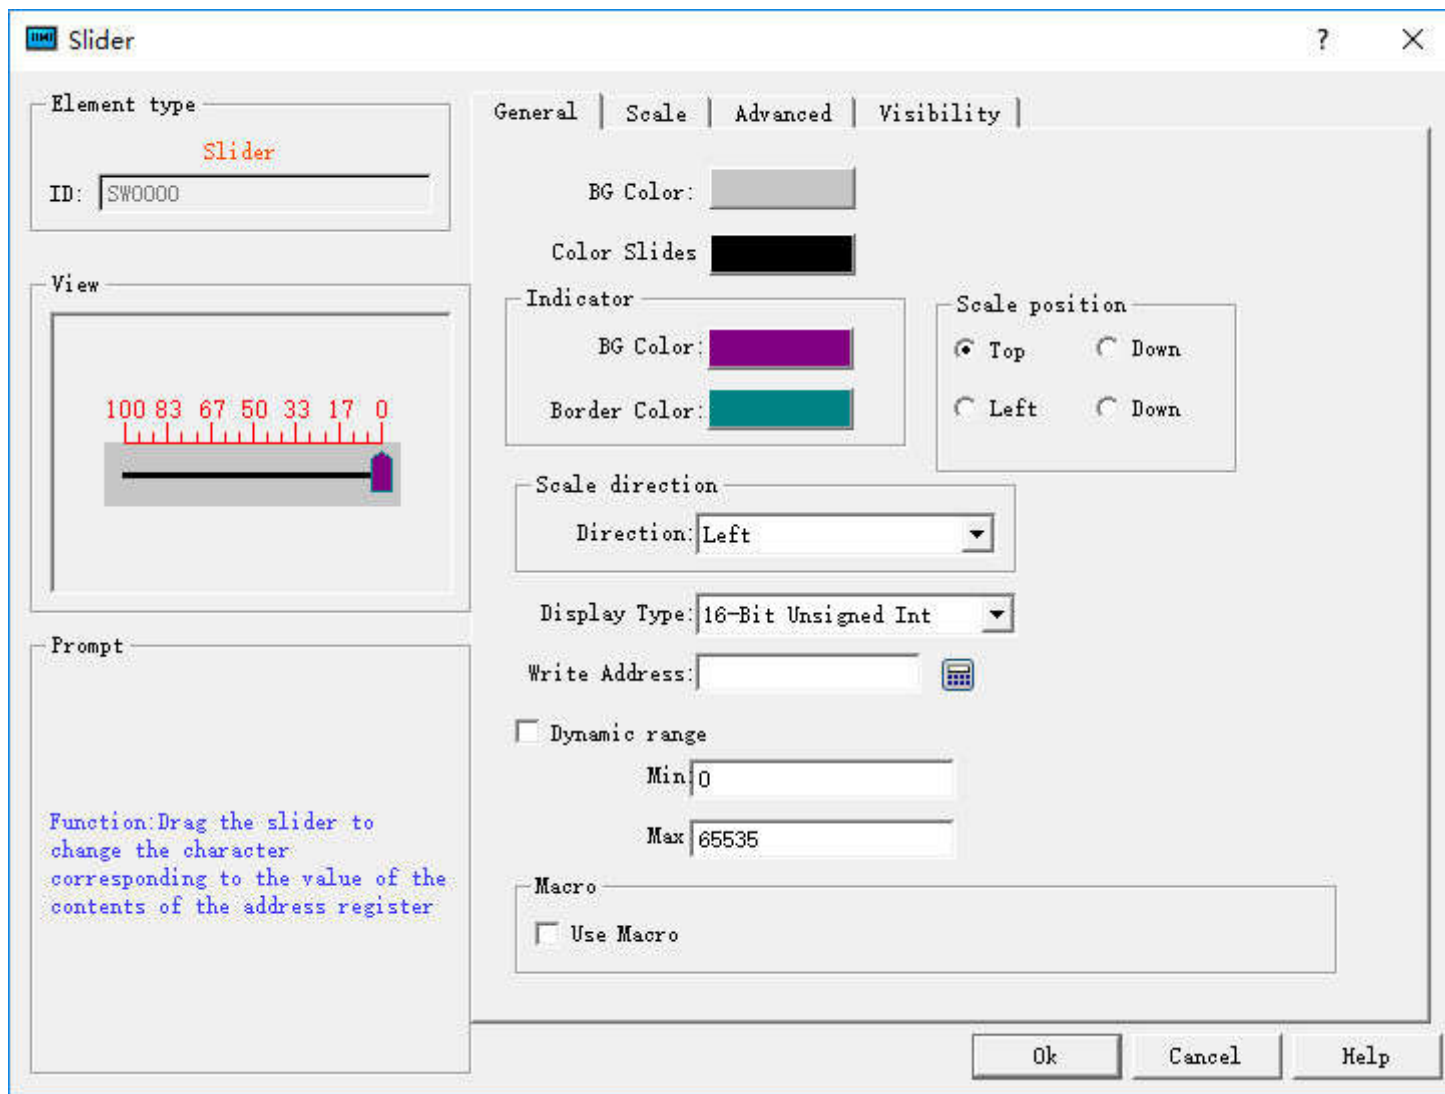 Slider
Element type
Slider
ID: SW0000
View
100 83 67 50 33 17 0
Prompt
Function:Drag the slider to
change the character
corresponding to the value of the
contents of the address register
General Scale Advanced Visibility
BG Color:
Color Slides
Indicator
BG Color:
Border Color:
Scale position
Top Down
Left Down
Scale direction
Direction: Left
Display Type: 16-Bit Unsigned Int
Write Address:
Dynamic range
Min 0
Max 65535
Macro
Use Macro
Ok Cancel Help